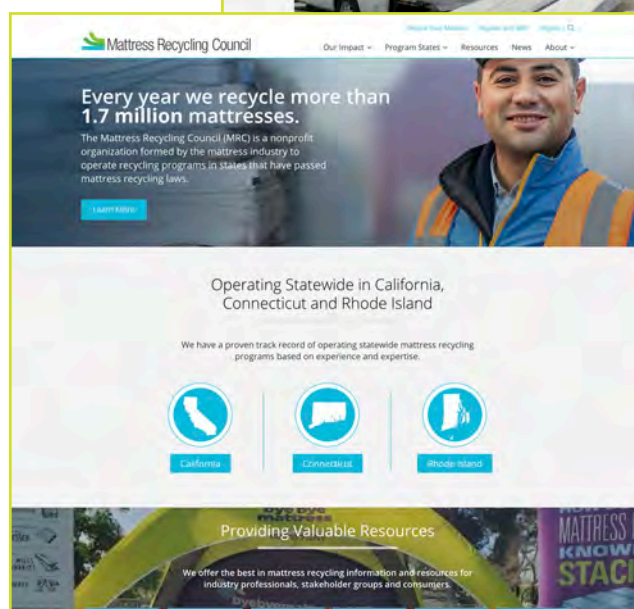 Mattress Recycling Council
Our Impact
Program States
Resources
News
About
Every year we recycle more than
1.7 million mattresses.
The Mattress Recycling Council (MRC) is a nonprofit
organization formed by the mattress industry to
operate recycling programs in states that have passed
mattress recycling laws.
Learn More
Operating Statewide in California,
Connecticut and Rhode Island
We have a proven track record of operating statewide mattress recycling
programs based on experience and expertise.
California
Connecticut
Rhode Island
bye bye
mattress
MATTRESS
KNOW
STAC
Providing Valuable Resources
We offer the best in mattress recycling information and resources for
industry professionals, stakeholder groups and consumers.